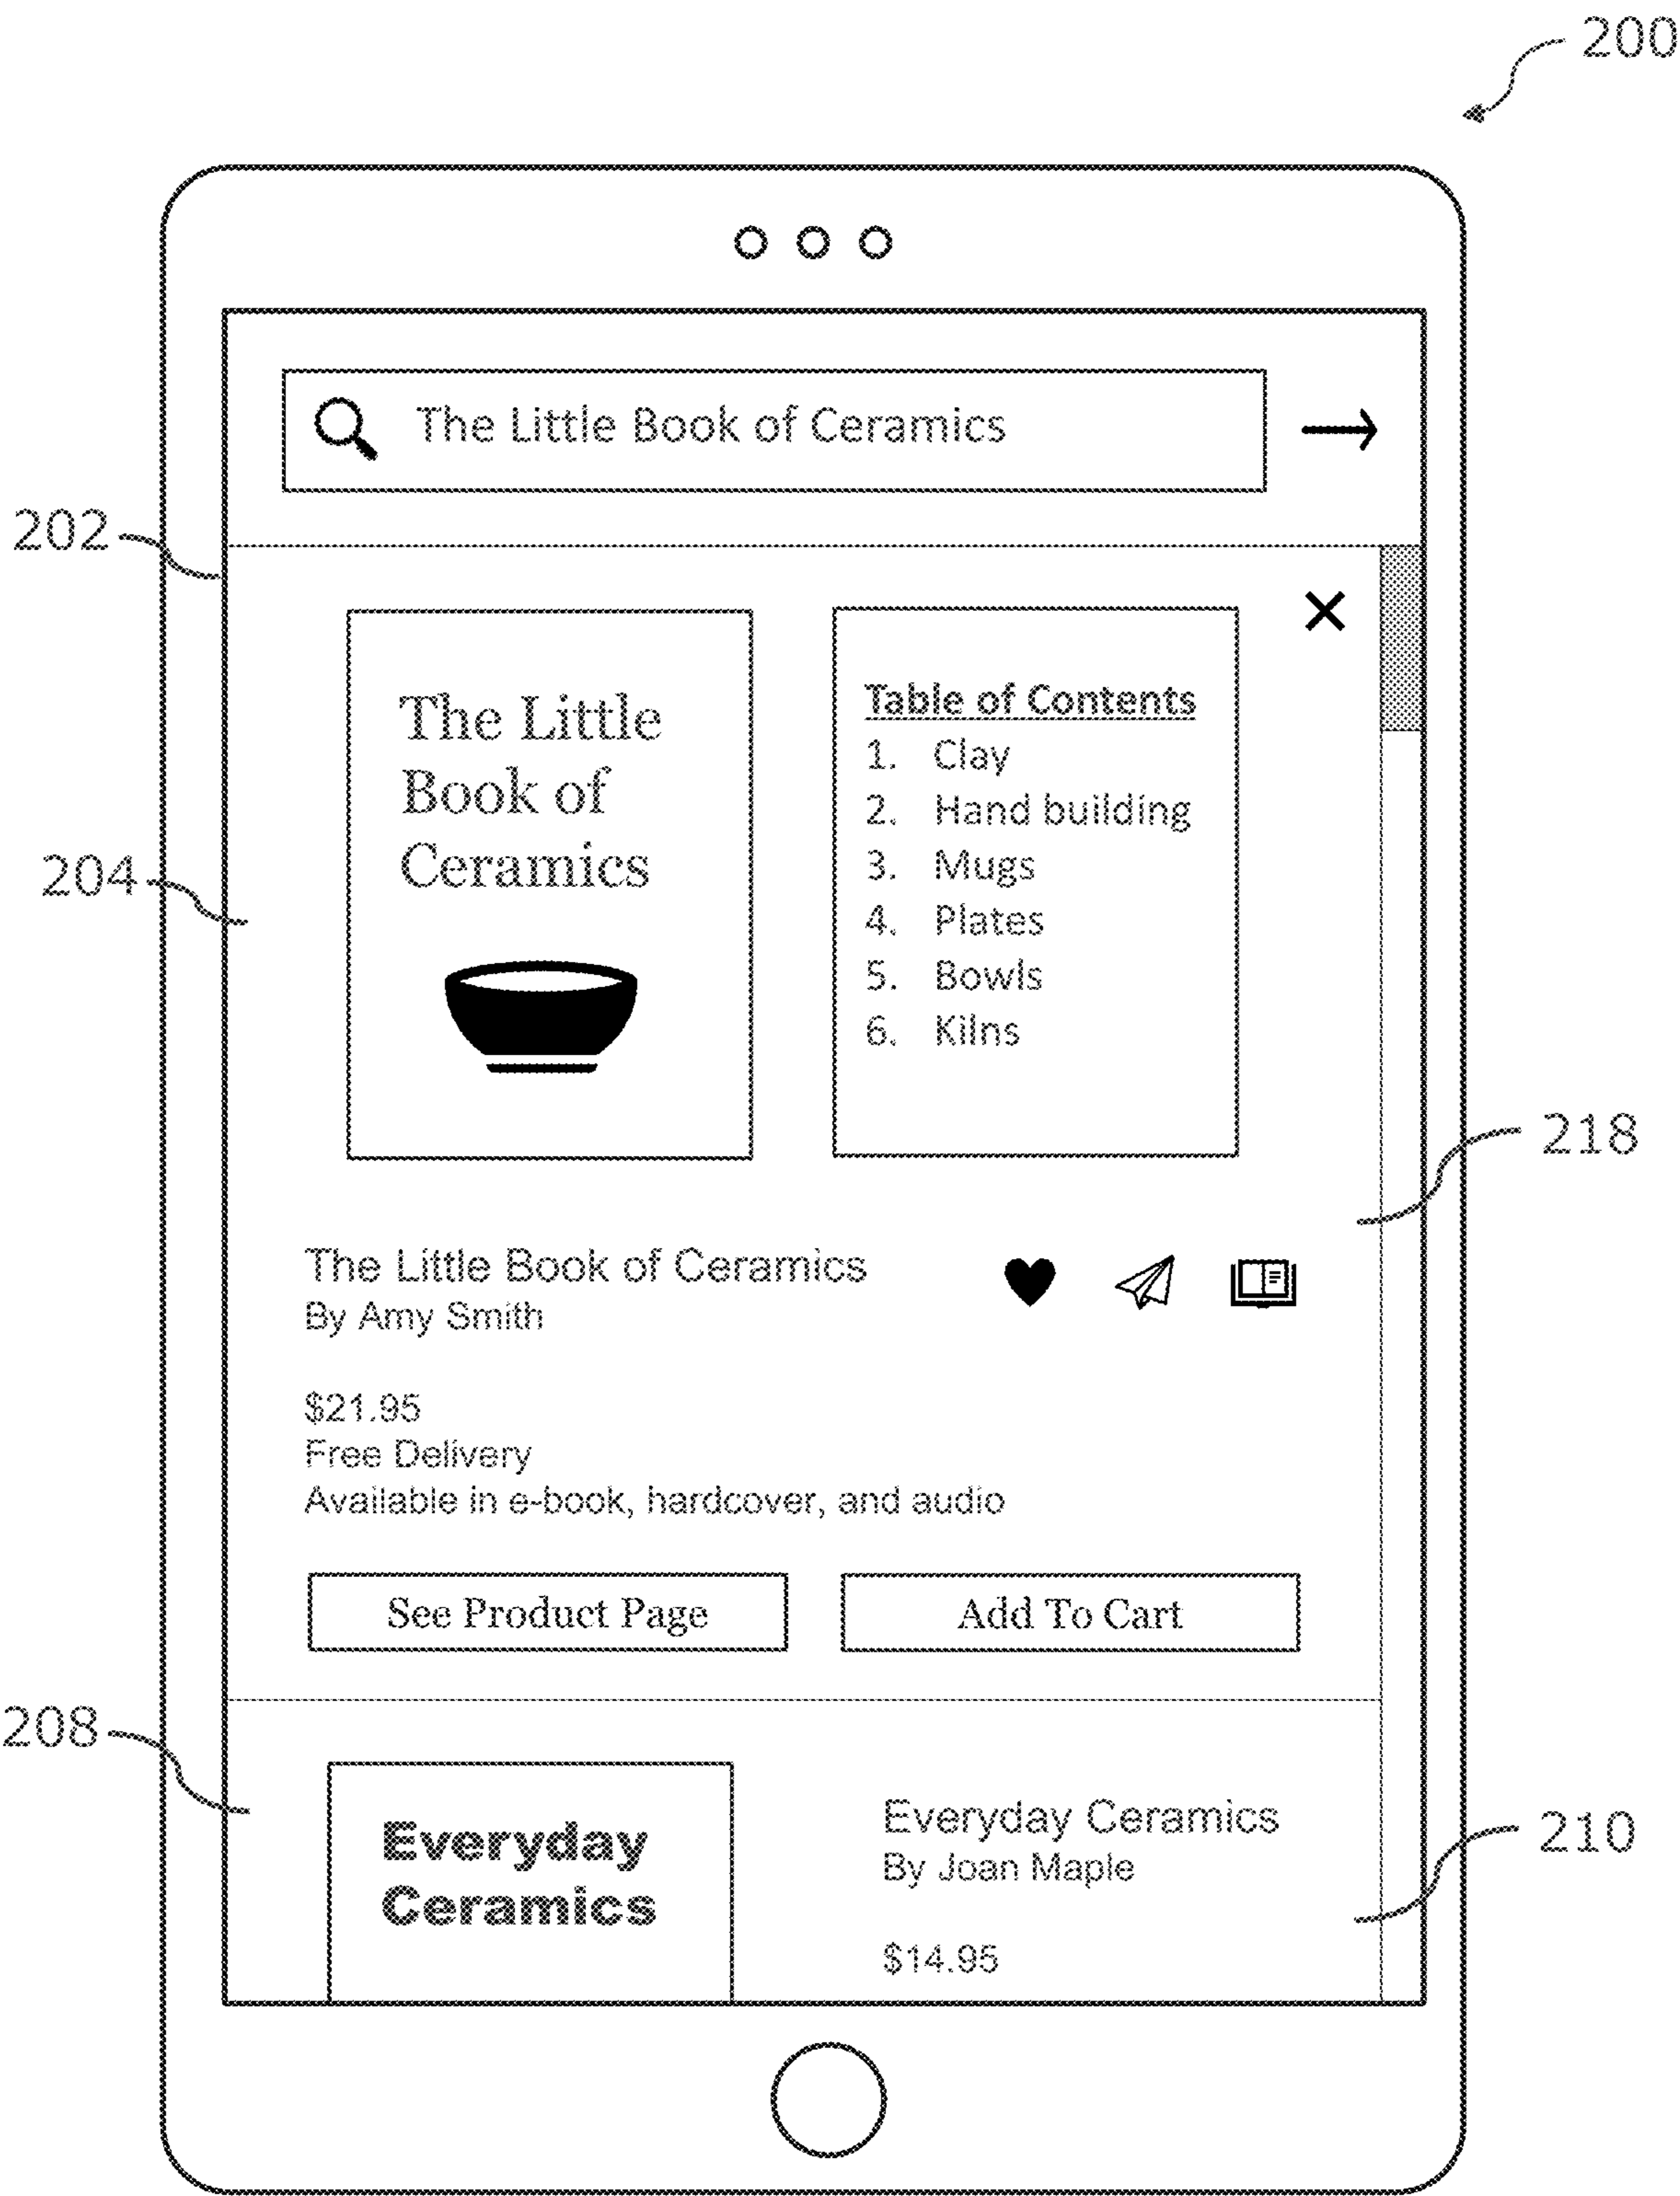 200
The Little Book of Ceramics
202
The Little
Book of
Ceramics
Table of Contents
1. Clay
2. Hand building
3. Mugs
4. Plates
5. Bowls
6. Kilns
204
218
The Little Book of Ceramics
By Amy Smith
$21.95
Free Delivery
Available in e-book, hardcover, and audio
See Product Page
Add To Cart
208
Everyday
Ceramics
Everyday Ceramics
By Joan Maple
$14.95
210